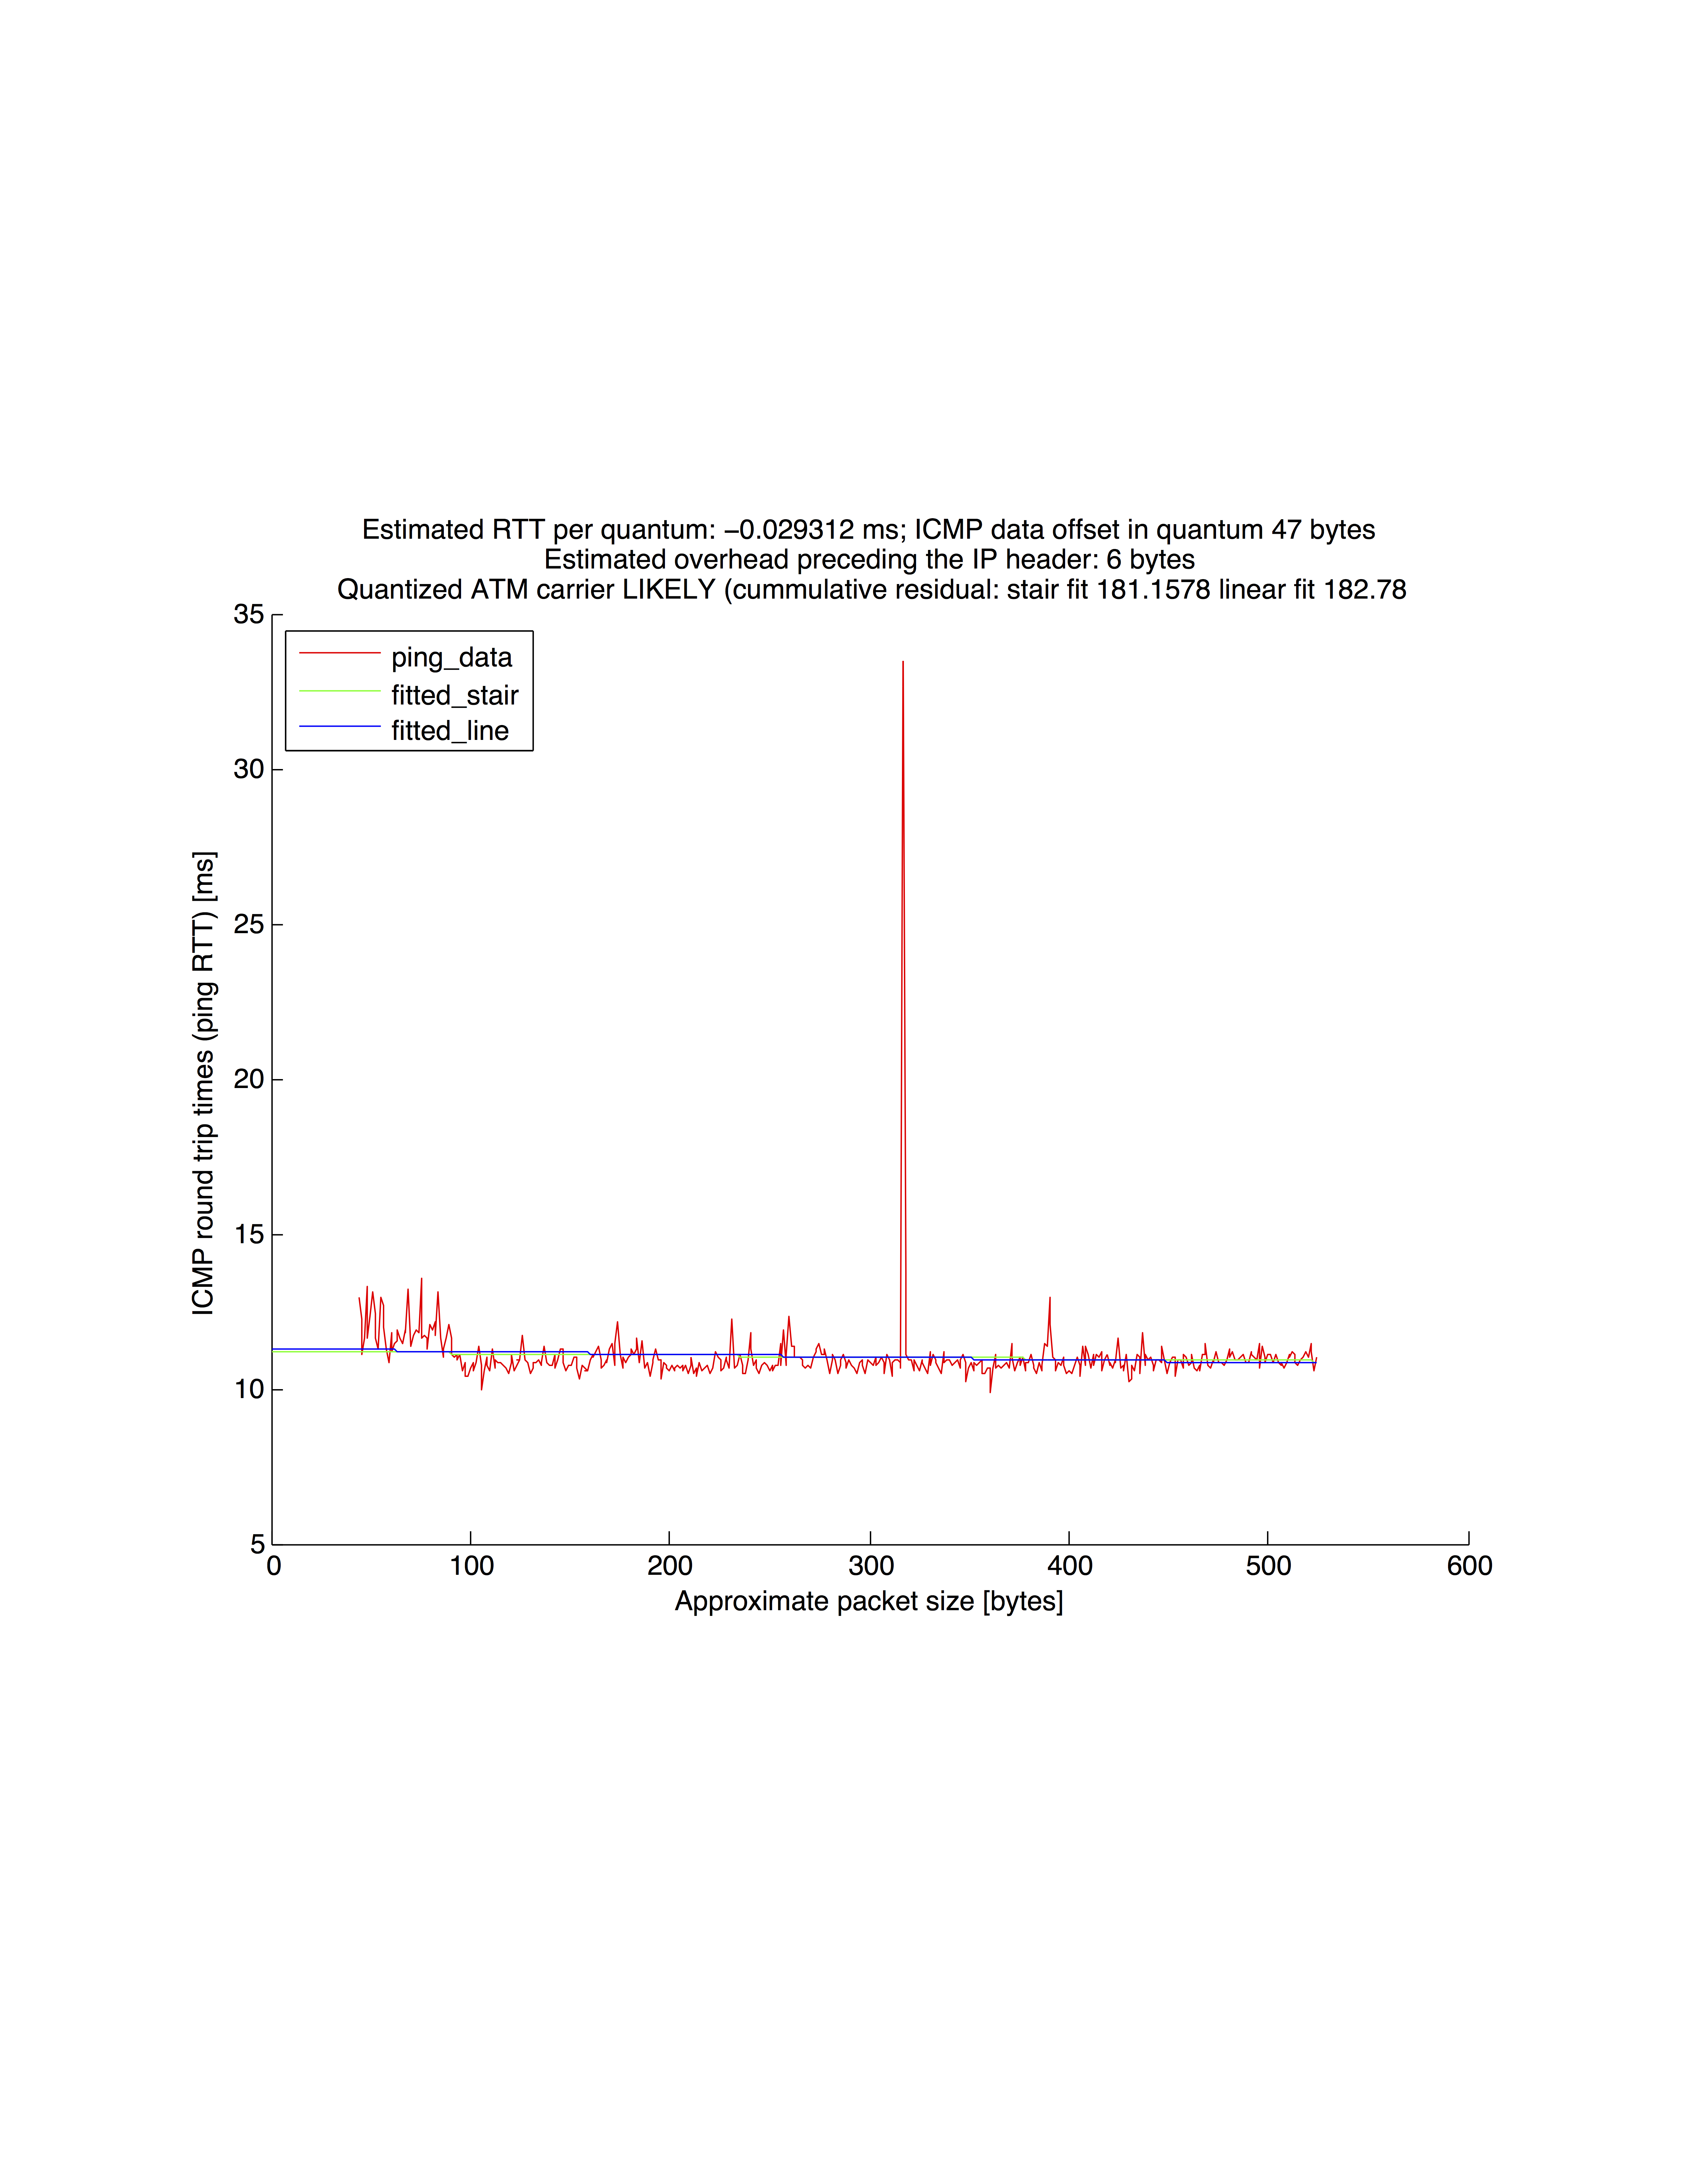 Estimated RTT per quantum: −0.029312 ms; ICMP data offset in quantum 47 bytes
Estimated overhead preceding the IP header: 6 bytes
Quantized ATM carrier LIKELY (cummulative residual: stair fit 181.1578 linear fit 182.78
35
ping_data
fitted_stair
fitted_line
30
25
20
15
10
5
ICMP round trip times (ping RTT) [ms]
0 100 200 300 400 500 600
Approximate packet size [bytes]